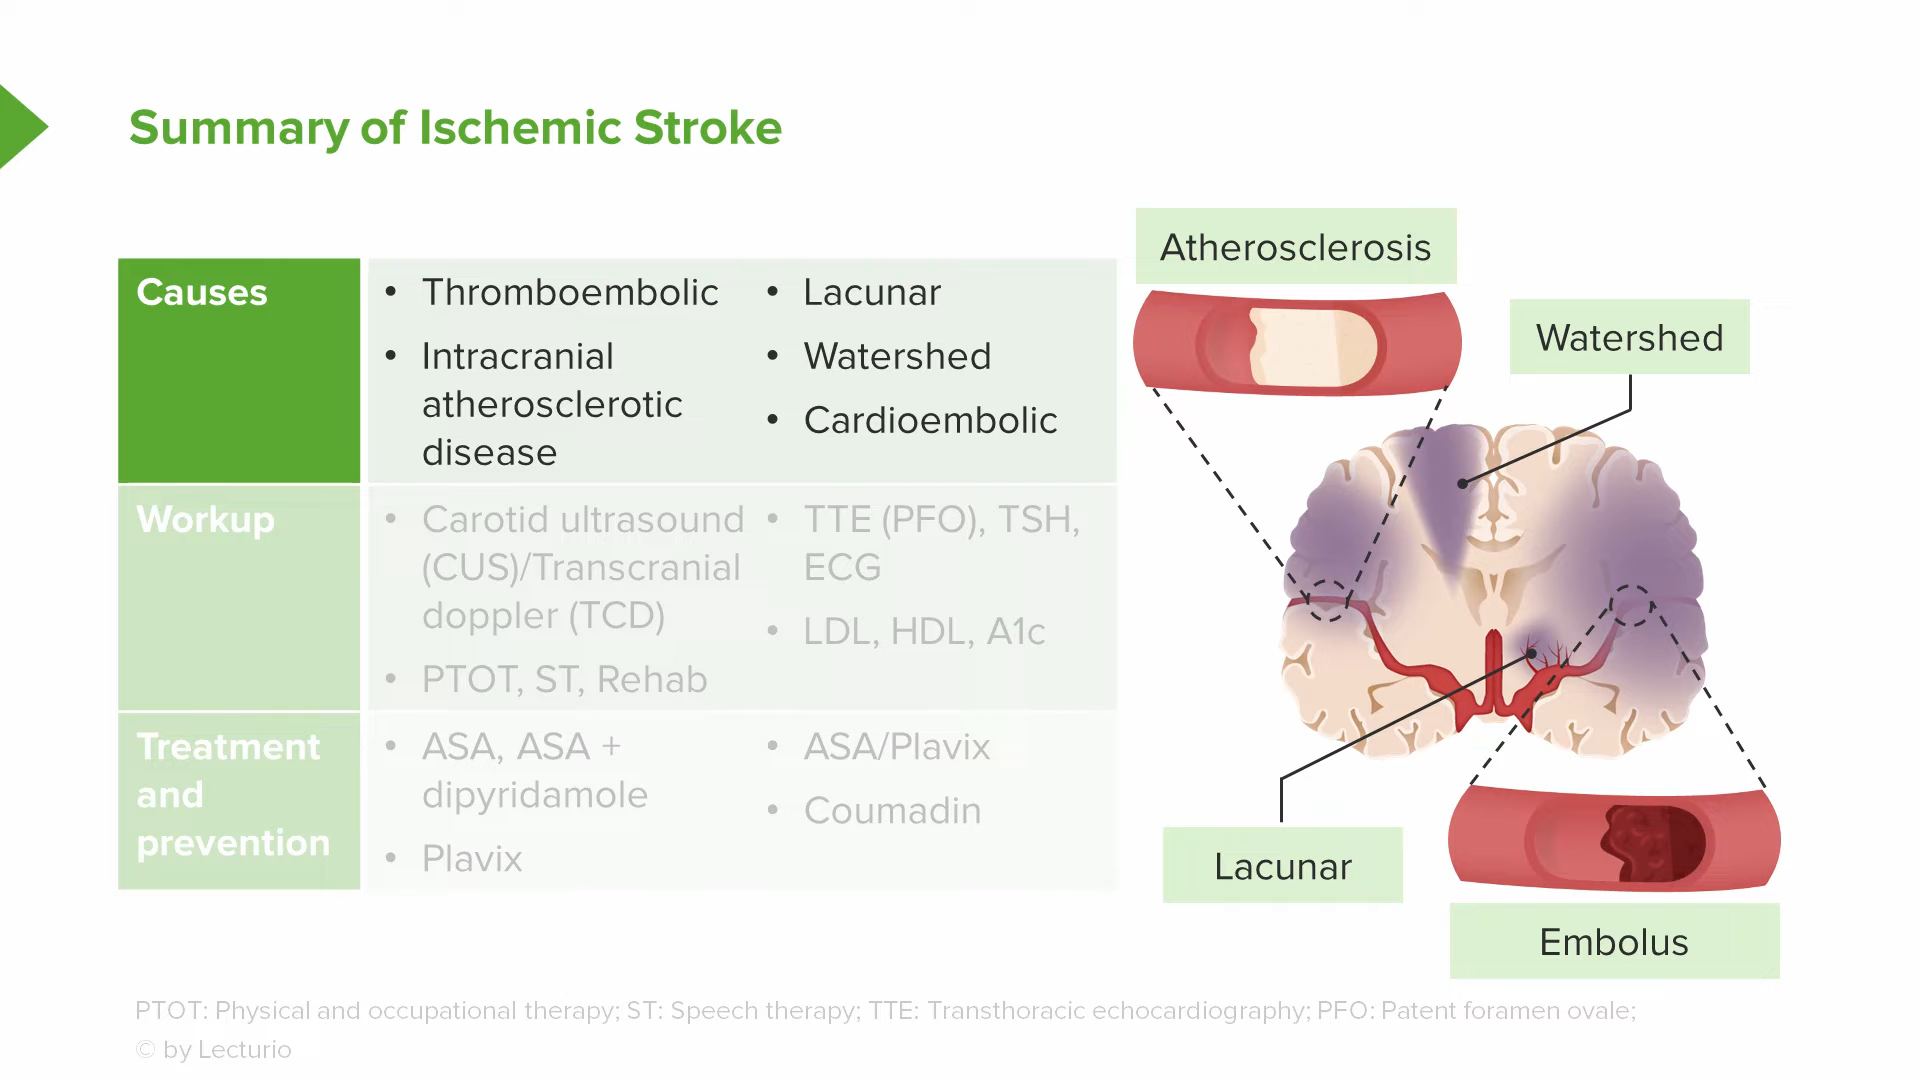 Summary of Ischemic Stroke
Causes
• Thromboembolic
• Intracranial
atherosclerotic
disease
• Lacunar
• Watershed
• Cardioembolic
Workup
• Carotid ultrasound
(CUS)/Transcranial
doppler (TCD)
• PTOT, ST, Rehab
• TTE (PFO), TSH,
ECG
• LDL, HDL, A1c
Treatment
and
prevention
• ASA, ASA +
dipyridamole
• Plavix
• ASA/Plavix
• Coumadin
Atherosclerosis
Watershed
Lacunar
Embolus
PTOT: Physical and occupational therapy; ST: Speech therapy; TTE: Transthoracic echocardiography; PFO: Patent foramen ovale;
© by Lecturio